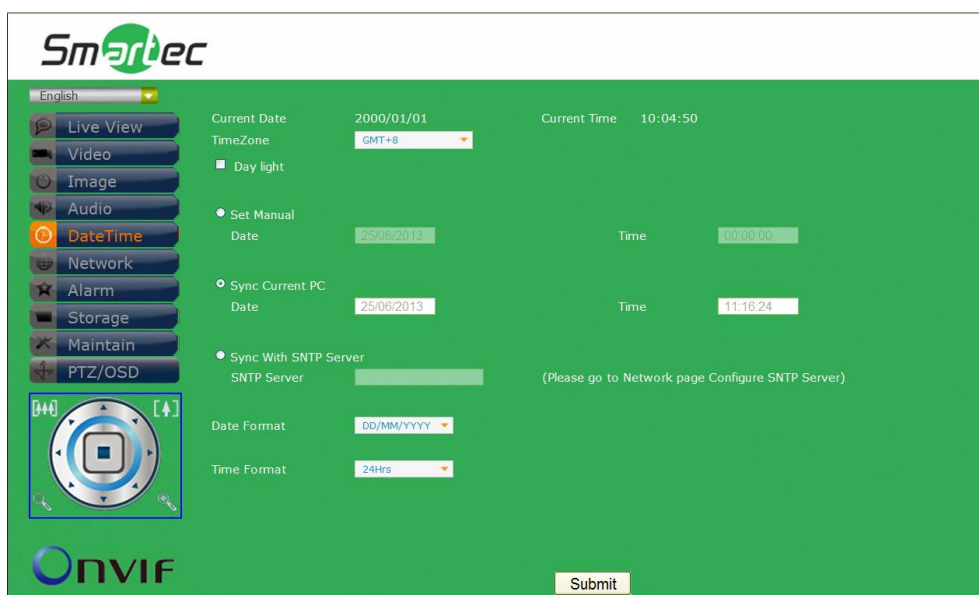 Smartec
English
Live View
Video
Image
Audio
DateTime
Network
Alarm
Storage
Maintain
PTZ/OSD
Onvif
Current Date 2000/01/01 Current Time 10:04:50
TimeZone GMT+8
Day light
Set Manual
Date 25/06/2013 Time 00:00:00
Sync Current PC
Date 25/06/2013 Time 11:16:24
Sync With SNTP Server
SNTP Server (Please go to Network page Configure SNTP Server)
Date Format DD/MM/YYYY
Time Format 24Hrs
Submit